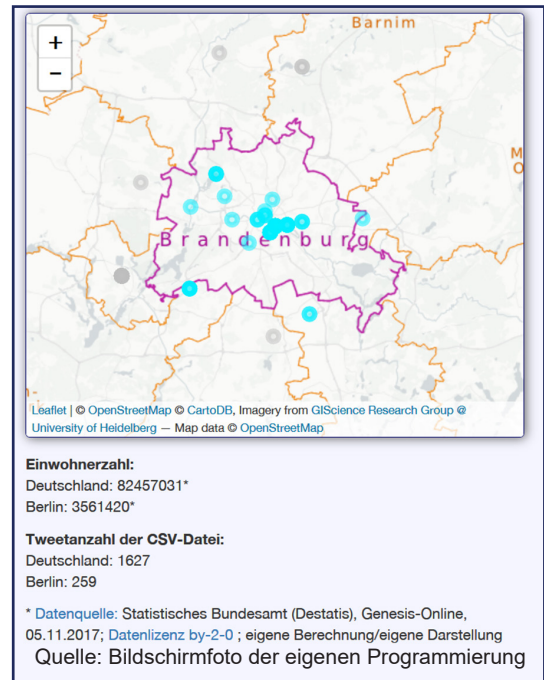 +
−
Barnim
M
O
Brandenburg
n-
Leaflet | © OpenStreetMap © CartoDB, Imagery from GIScience Research Group @
University of Heidelberg — Map data © OpenStreetMap
Einwohnerzahl:
Deutschland: 82457031*
Berlin: 3561420*
Tweetanzahl der CSV-Datei:
Deutschland: 1627
Berlin: 259
* Datenquelle: Statistisches Bundesamt (Destatis), Genesis-Online,
05.11.2017; Datenlizenz by-2-0 ; eigene Berechnung/eigene Darstellung
Quelle: Bildschirmfoto der eigenen Programmierung